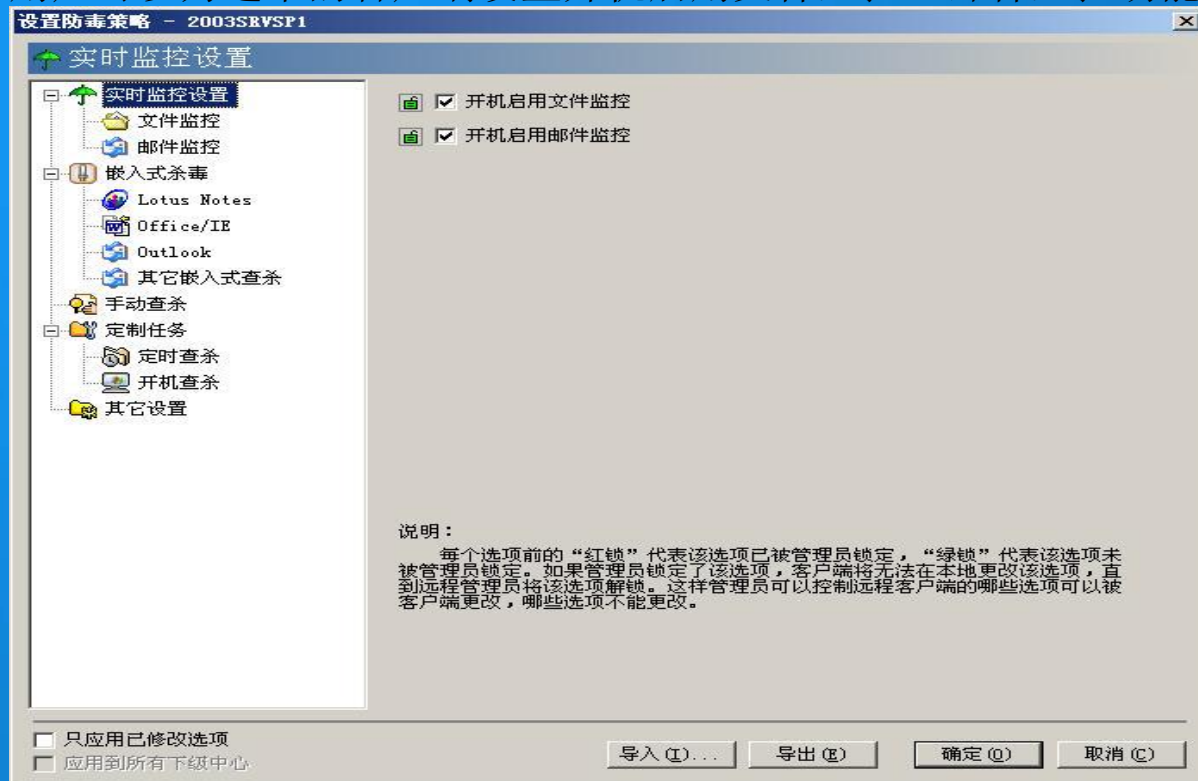 设置防毒策略 - 2003SRVSP1
实时监控设置
实时监控设置
文件监控
邮件监控
嵌入式杀毒
Lotus Notes
Office/IE
Outlook
其它嵌入式查杀
手动查杀
定制任务
定时查杀
开机查杀
其它设置
开机启用文件监控
开机启用邮件监控
说明：
每个选项前的“红锁”代表该选项已被管理员锁定，“绿锁”代表该选项未
被管理员锁定。如果管理员锁定了该选项，客户端将无法在本地更改该选项，直
到远程管理员将该选项解锁。这样管理员可以控制远程客户端的哪些选项可以被
客户端更改，哪些选项不能更改。
只应用已修改选项
应用到所有下级中心
导入(I)...
导出(E)
确定(O)
取消(C)